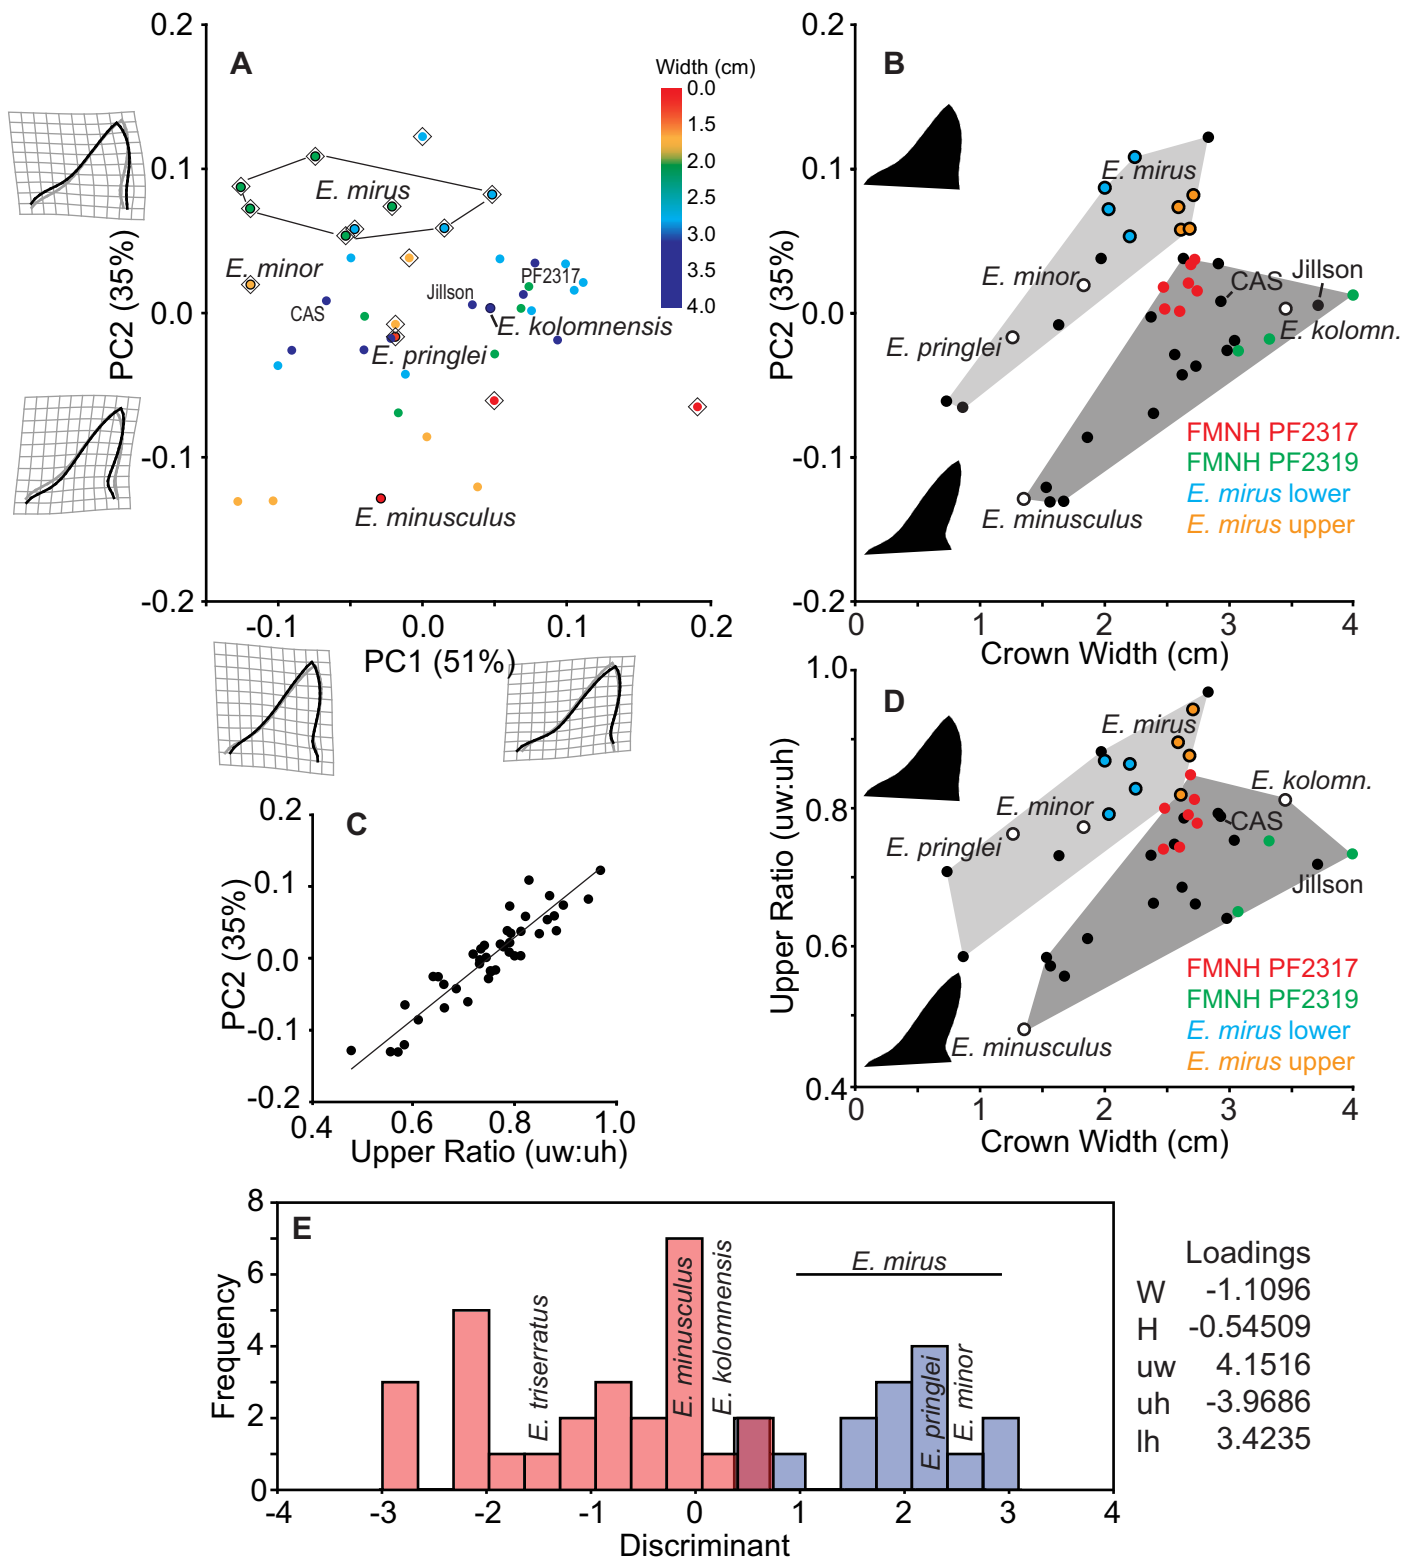 A
Width (cm)
0.0
1.5
2.0
2.5
3.0
3.5
4.0
0.2
0.1
0.0
-0.1
-0.2
PC2 (35%)
E. mirus
E. minor
CAS
Jillson
PF2317
E. kolomnensis
E. pringlei
E. minusculus
-0.1
0.0
0.1
0.2
PC1 (51%)
B
0.2
0.1
0.0
-0.1
-0.2
PC2 (35%)
E. mirus
E. minor
CAS
Jillson
E. kolomn.
E. pringlei
E. minusculus
FMNH PF2317
FMNH PF2319
E. mirus lower
E. mirus upper
0
1
2
3
4
Crown Width (cm)
C
0.2
0.1
0.0
-0.1
-0.2
PC2 (35%)
0.4
0.6
0.8
1.0
Upper Ratio (uw:uh)
D
1.0
0.8
0.6
0.4
Upper Ratio (uw:uh)
E. mirus
E. kolomn.
E. minor
CAS
E. pringlei
Jillson
E. minusculus
FMNH PF2317
FMNH PF2319
E. mirus lower
E. mirus upper
0
1
2
3
4
Crown Width (cm)
E
8
6
4
2
0
Frequency
E. triserratus
E. minusculus
E. kolomnensis
E. mirus
E. pringlei
E. minor
-4
-3
-2
-1
0
1
2
3
4
Discriminant
Loadings
W -1.1096
H -0.54509
uw 4.1516
uh -3.9686
lh 3.4235